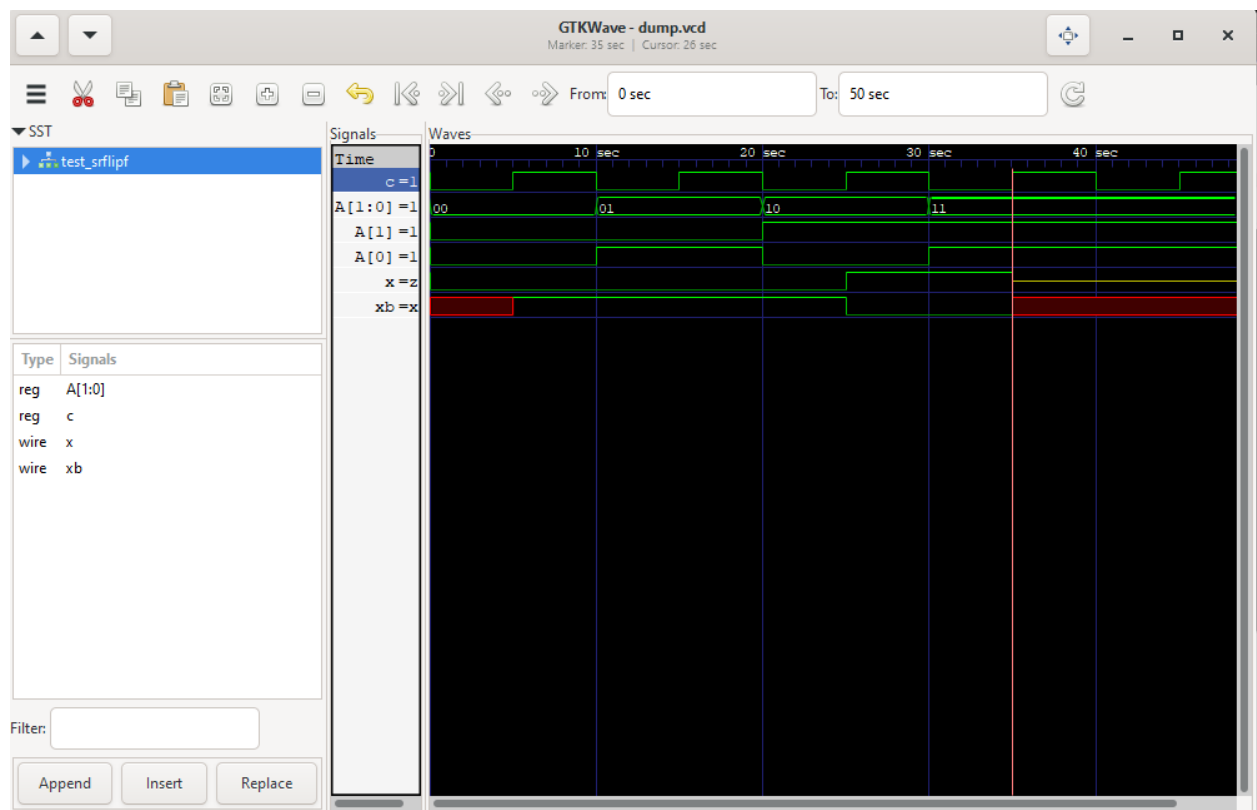 GTKWave - dump.vcd
Marker: 35 sec | Cursor: 26 sec
From: 0 sec To: 50 sec
SST
test_srflipf
Type Signals
reg A[1:0]
reg c
wire x
wire xb
Filter:
Append Insert Replace
Signals
Time
c =1
A[1:0] =1
A[1] =1
A[0] =1
x =z
xb =x
Waves
0 10 sec 20 sec 30 sec 40 sec
00 01 10 11